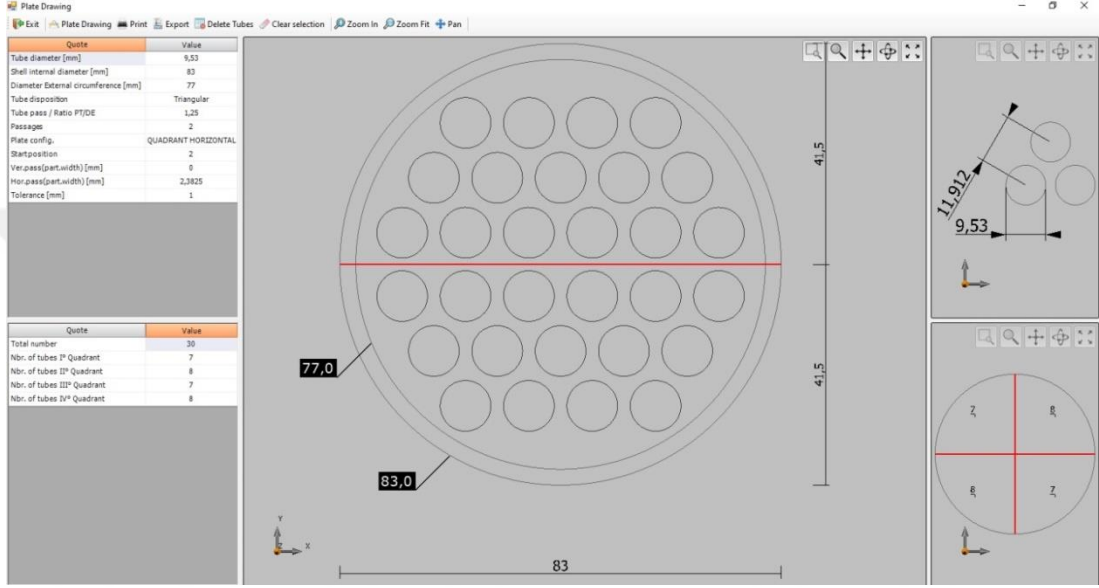 Plate Drawing
Exit Plate Drawing Print Export Delete Tubes Clear selection Zoom In Zoom Fit Pan
Quote Value
Tube diameter [mm] 9,53
Shell internal diameter [mm] 83
Diameter External circumference [mm] 77
Tube disposition Triangular
Tube pass / Ratio PT/DE 1,25
Passages 2
Plate config. QUADRANT HORIZONTAL
Startposition 2
Ver.pass(part.width) [mm] 0
Hor.pass(part.width) [mm] 2,3825
Tolerance [mm] 1
Quote Value
Total number 30
Nbr. of tubes I° Quadrant 7
Nbr. of tubes II° Quadrant 8
Nbr. of tubes III° Quadrant 7
Nbr. of tubes IV° Quadrant 8
41,5
41,5
77,0
83,0
83
Y
Z
X
11,912
9,53
7 8
8 7